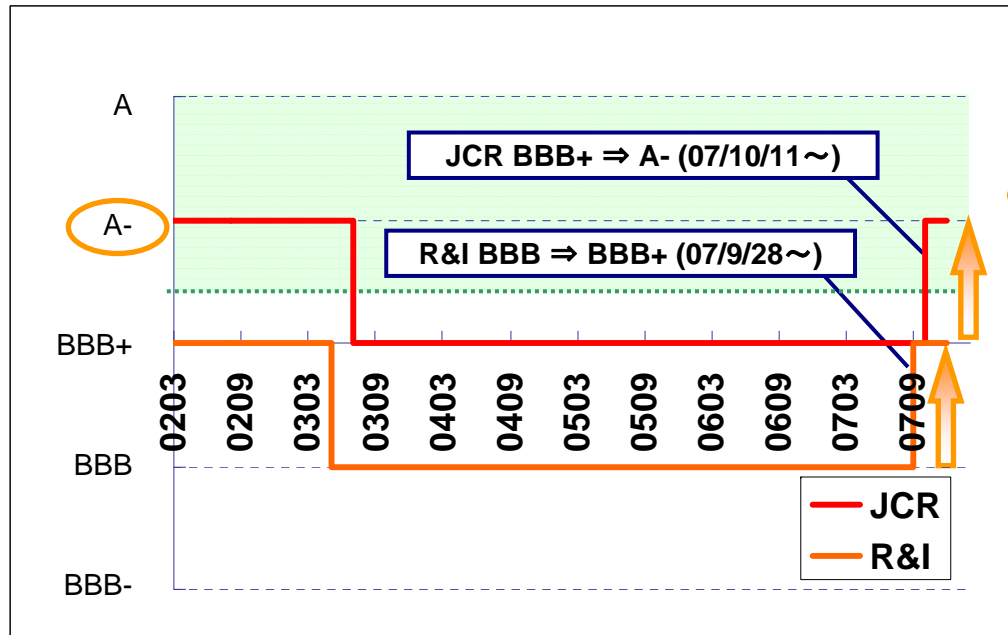 A
JCR BBB+ ⇒ A- (07/10/11～)
A-
R&I BBB ⇒ BBB+ (07/9/28～)
BBB+
0203 0209 0303 0309 0403 0409 0503 0509 0603 0609 0703 0709
BBB
JCR
R&I
BBB-